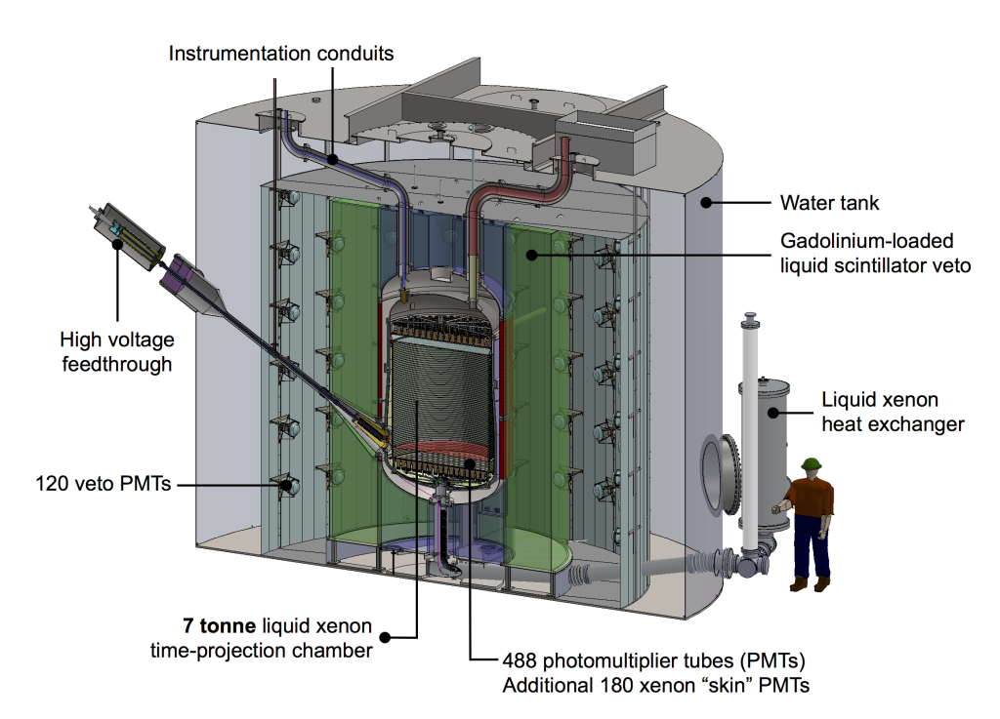 Instrumentation conduits
Water tank
Gadolinium-loaded
liquid scintillator veto
High voltage
feedthrough
Liquid xenon
heat exchanger
120 veto PMTs
7 tonne liquid xenon
time-projection chamber
488 photomultiplier tubes (PMTs)
Additional 180 xenon “skin” PMTs